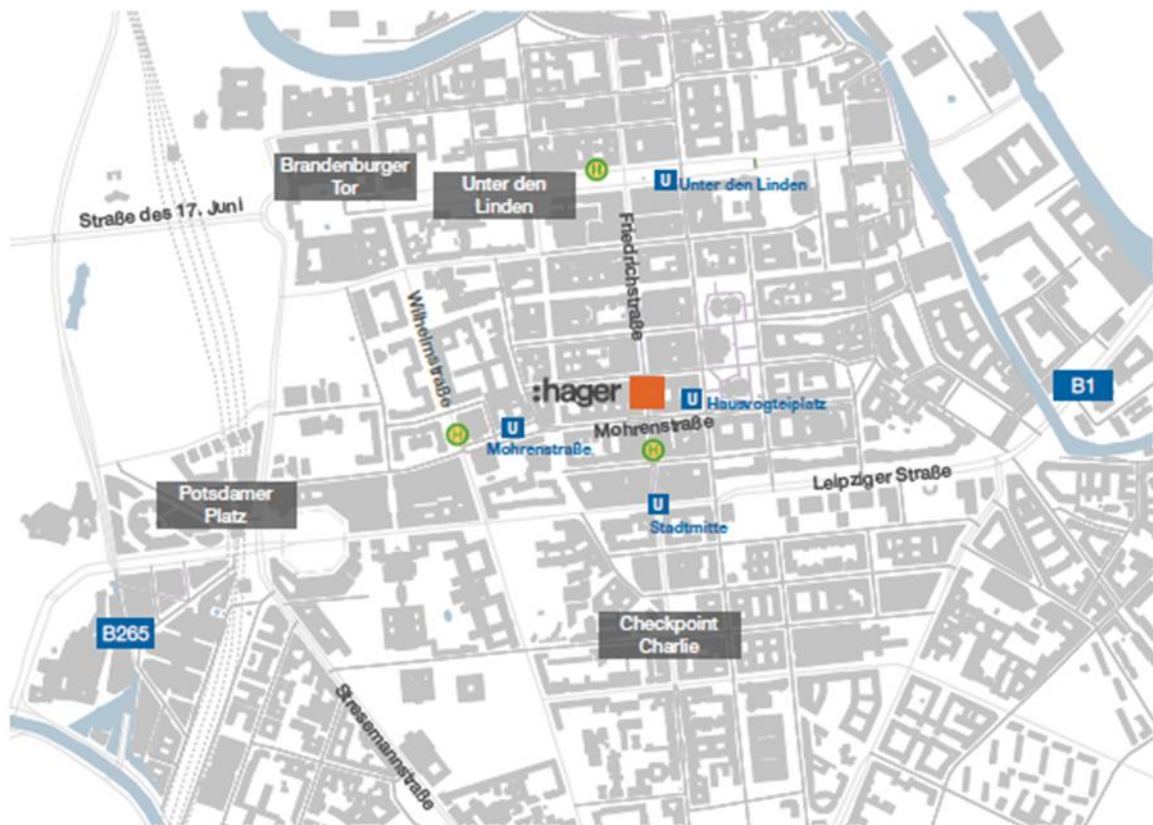 Brandenburger
Tor
Unter den
Linden
H
U Unter den Linden
Straße des 17. Juni
Friedrichstraße
Wilhelmstraße
:hager
U Hausvogteiplatz
B1
H
U
Mohrenstraße
Mohrenstraße
H
Leipziger Straße
Potsdamer
Platz
U
Stadtmitte
B265
Checkpoint
Charlie
Stresemannstraße